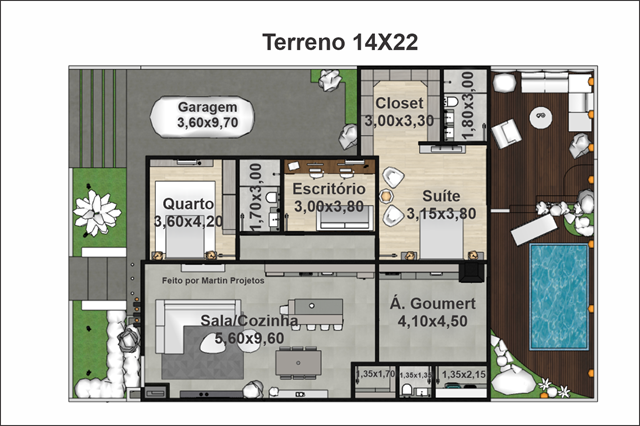 Terreno 14X22
Garagem
3,60x9,70
Closet
3,00x3,30
1,80x3,00
Quarto
3,60x4,20
1,70x3,00
Escritório
3,00x3,80
Suíte
3,15x3,80
Feito por Martin Projetos
Sala/Cozinha
5,60x9,60
Á. Goumert
4,10x4,50
1,35x1,70
1,35x1,35
1,35x2,15